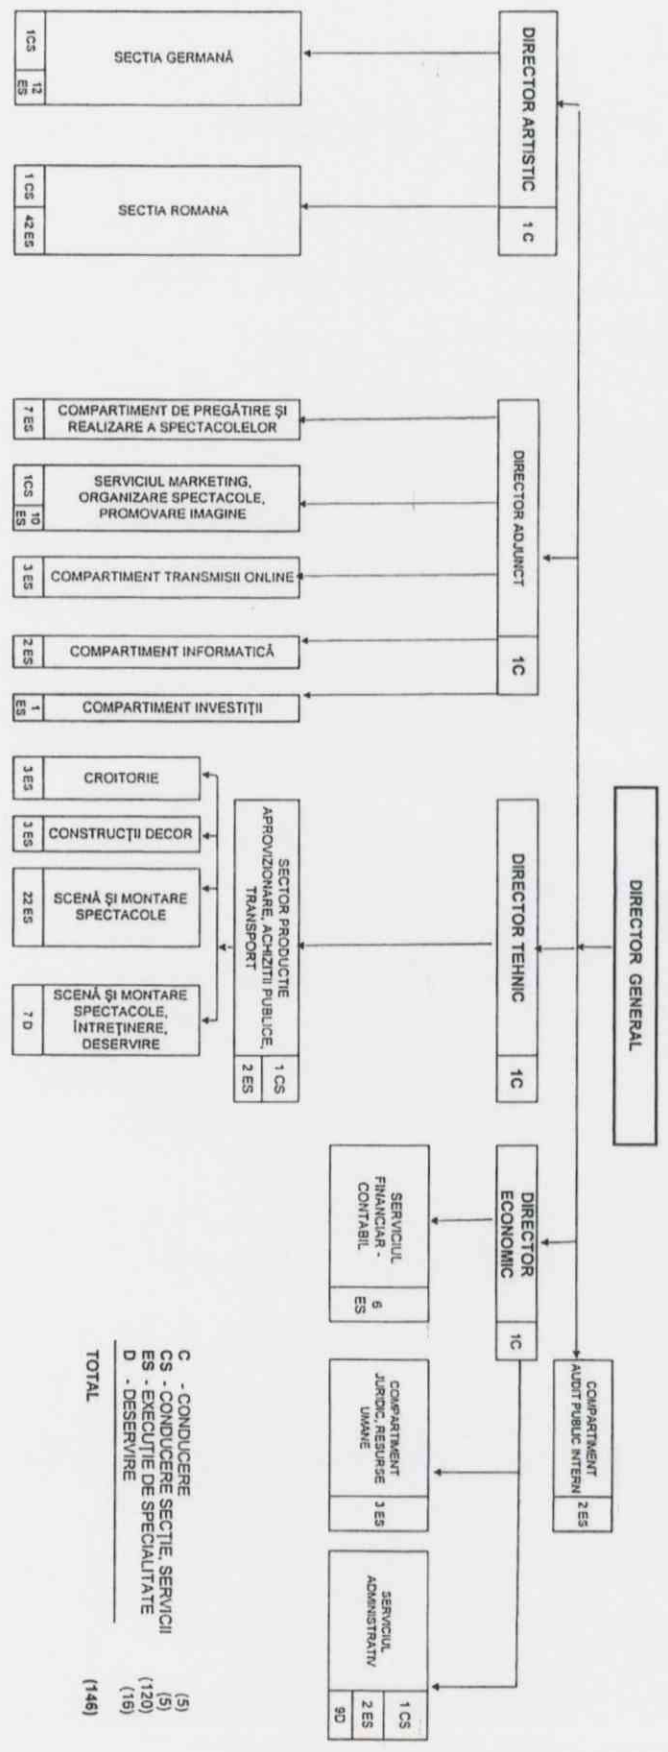 DIRECTOR GENERAL
COMPARTIMENT
AUDIT PUBLIC INTERN
2 ES
DIRECTOR ARTISTIC
1 C
SECTIA GERMANĂ
1CS
12
ES
SECTIA ROMANA
1 CS
42 ES
DIRECTOR ADJUNCT
1C
COMPARTIMENT DE PREGĂTIRE ŞI
REALIZARE A SPECTACOLELOR
7 ES
SERVICIUL MARKETING,
ORGANIZARE SPECTACOLE,
PROMOVARE IMAGINE
1CS
10
ES
COMPARTIMENT TRANSMISII ONLINE
3 ES
COMPARTIMENT INFORMATICĂ
2 ES
COMPARTIMENT INVESTIŢII
1
ES
DIRECTOR TEHNIC
1C
SECTOR PRODUCTIE
APROVIZIONARE, ACHIZITII PUBLICE,
TRANSPORT
1 CS
2 ES
CROITORIE
3 ES
CONSTRUCŢII DECOR
3 ES
SCENĂ ŞI MONTARE
SPECTACOLE
22 ES
SCENĂ ŞI MONTARE
SPECTACOLE,
ÎNTREŢINERE,
DESERVIRE
7 D
DIRECTOR
ECONOMIC
1C
SERVICIUL
FINANCIAR -
CONTABIL
6
ES
COMPARTIMENT
JURIDIC, RESURSE
UMANE
3 ES
SERVICIUL
ADMINISTRATIV
1 CS
2 ES
9D
C - CONDUCERE (5)
CS - CONDUCERE SECŢIE, SERVICII (5)
ES - EXECUŢIE DE SPECIALITATE (120)
D - DESERVIRE (16)
TOTAL (146)